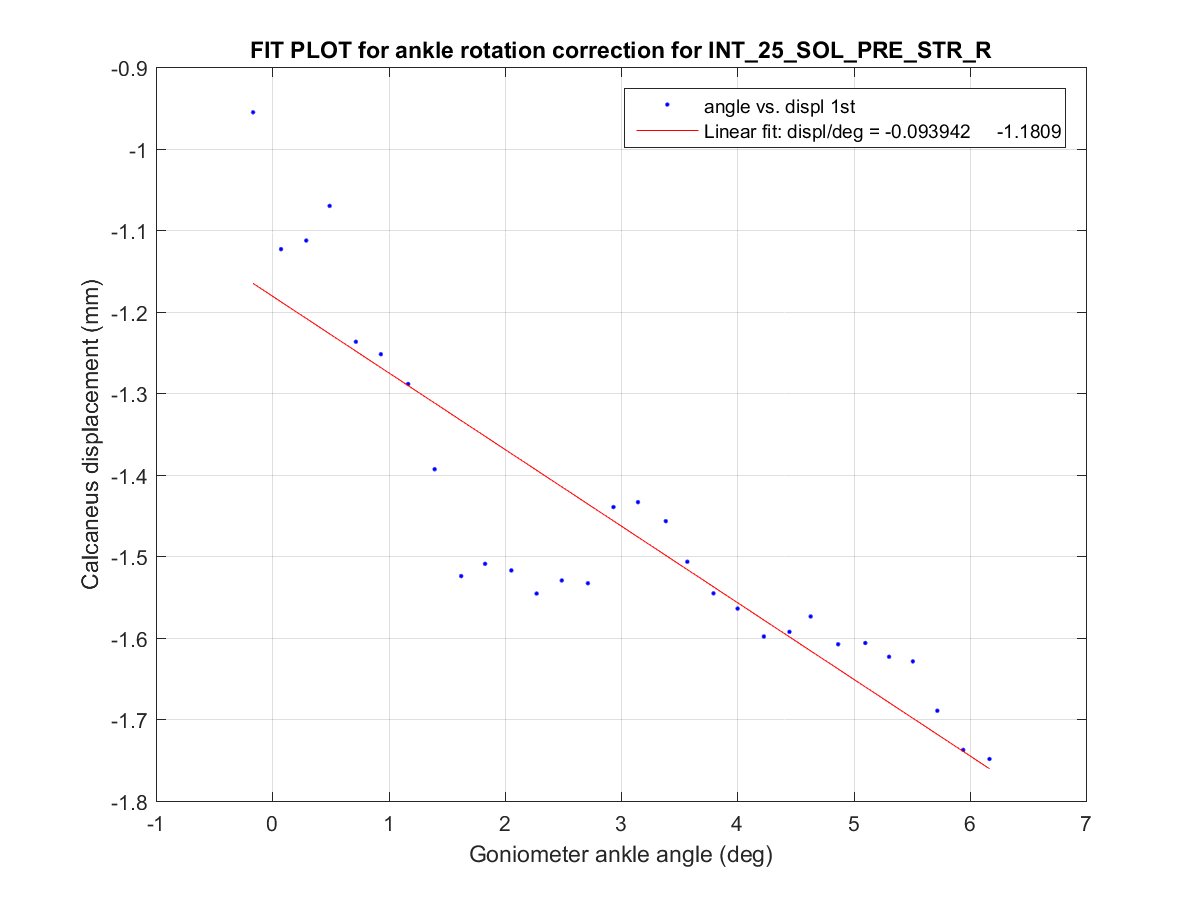 FIT PLOT for ankle rotation correction for INT_25_SOL_PRE_STR_R
-0.9
angle vs. displ 1st
Linear fit: displ/deg = -0.093942 -1.1809
-1
-1.1
-1.2
-1.3
-1.4
-1.5
-1.6
-1.7
-1.8
Calcaneus displacement (mm)
-1 0 1 2 3 4 5 6 7
Goniometer ankle angle (deg)